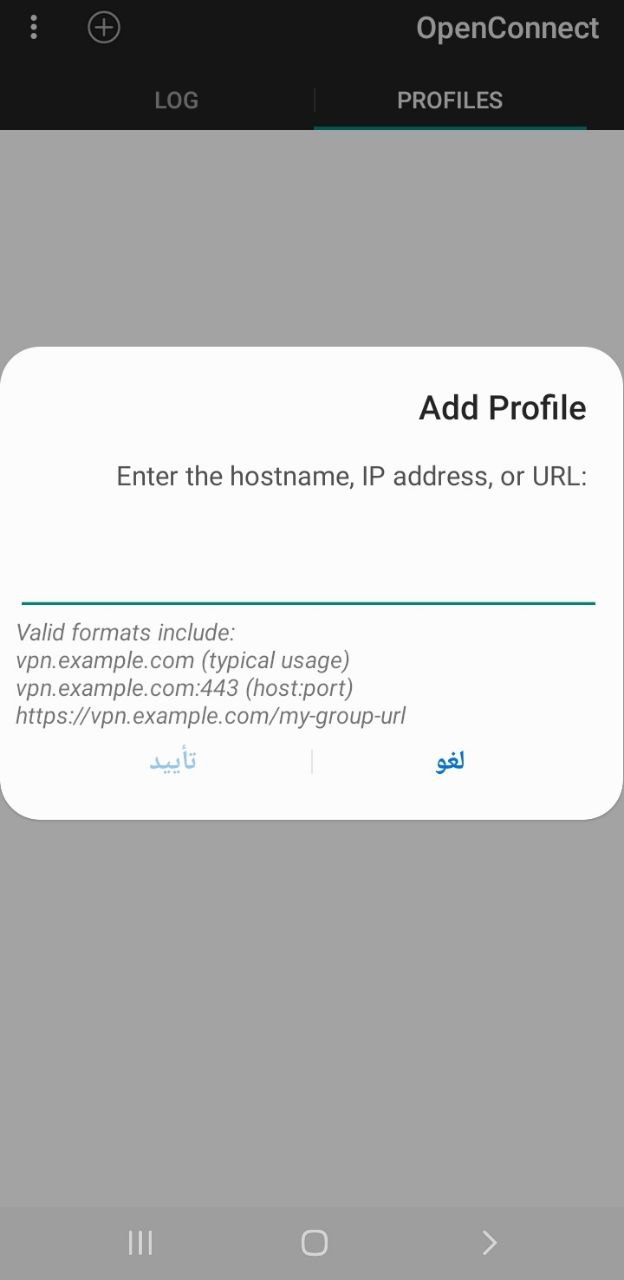 OpenConnect
LOG
PROFILES
Add Profile
Enter the hostname, IP address, or URL:
Valid formats include:
vpn.example.com (typical usage)
vpn.example.com:443 (host:port)
https://vpn.example.com/my-group-url
لغو
تأیید